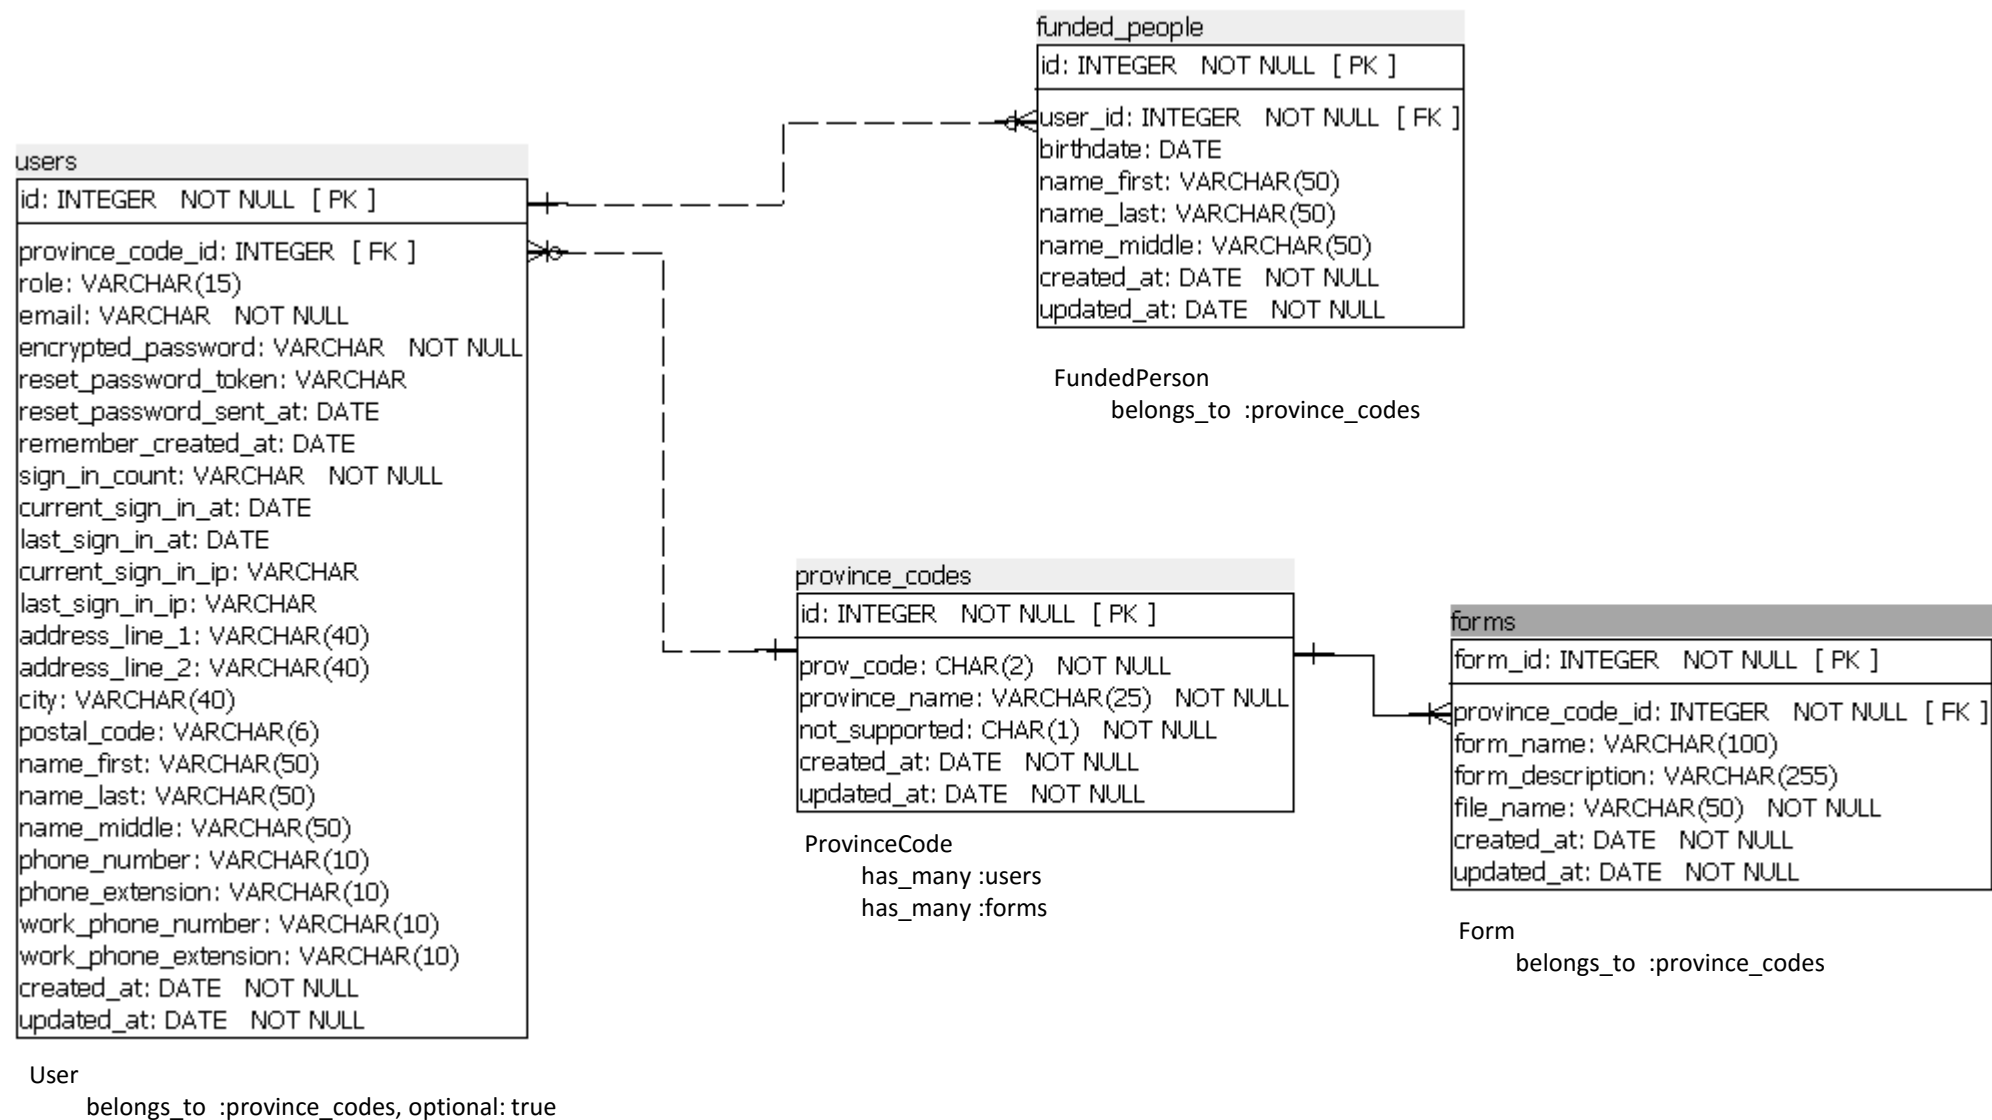 users
id: INTEGER NOT NULL [ PK ]
province_code_id: INTEGER [ FK ]
role: VARCHAR(15)
email: VARCHAR NOT NULL
encrypted_password: VARCHAR NOT NULL
reset_password_token: VARCHAR
reset_password_sent_at: DATE
remember_created_at: DATE
sign_in_count: VARCHAR NOT NULL
current_sign_in_at: DATE
last_sign_in_at: DATE
current_sign_in_ip: VARCHAR
last_sign_in_ip: VARCHAR
address_line_1: VARCHAR(40)
address_line_2: VARCHAR(40)
city: VARCHAR(40)
postal_code: VARCHAR(6)
name_first: VARCHAR(50)
name_last: VARCHAR(50)
name_middle: VARCHAR(50)
phone_number: VARCHAR(10)
phone_extension: VARCHAR(10)
work_phone_number: VARCHAR(10)
work_phone_extension: VARCHAR(10)
created_at: DATE NOT NULL
updated_at: DATE NOT NULL
User
belongs_to :province_codes, optional: true
funded_people
id: INTEGER NOT NULL [ PK ]
user_id: INTEGER NOT NULL [ FK ]
birthdate: DATE
name_first: VARCHAR(50)
name_last: VARCHAR(50)
name_middle: VARCHAR(50)
created_at: DATE NOT NULL
updated_at: DATE NOT NULL
FundedPerson
belongs_to :province_codes
province_codes
id: INTEGER NOT NULL [ PK ]
prov_code: CHAR(2) NOT NULL
province_name: VARCHAR(25) NOT NULL
not_supported: CHAR(1) NOT NULL
created_at: DATE NOT NULL
updated_at: DATE NOT NULL
ProvinceCode
has_many :users
has_many :forms
forms
form_id: INTEGER NOT NULL [ PK ]
province_code_id: INTEGER NOT NULL [ FK ]
form_name: VARCHAR(100)
form_description: VARCHAR(255)
file_name: VARCHAR(50) NOT NULL
created_at: DATE NOT NULL
updated_at: DATE NOT NULL
Form
belongs_to :province_codes